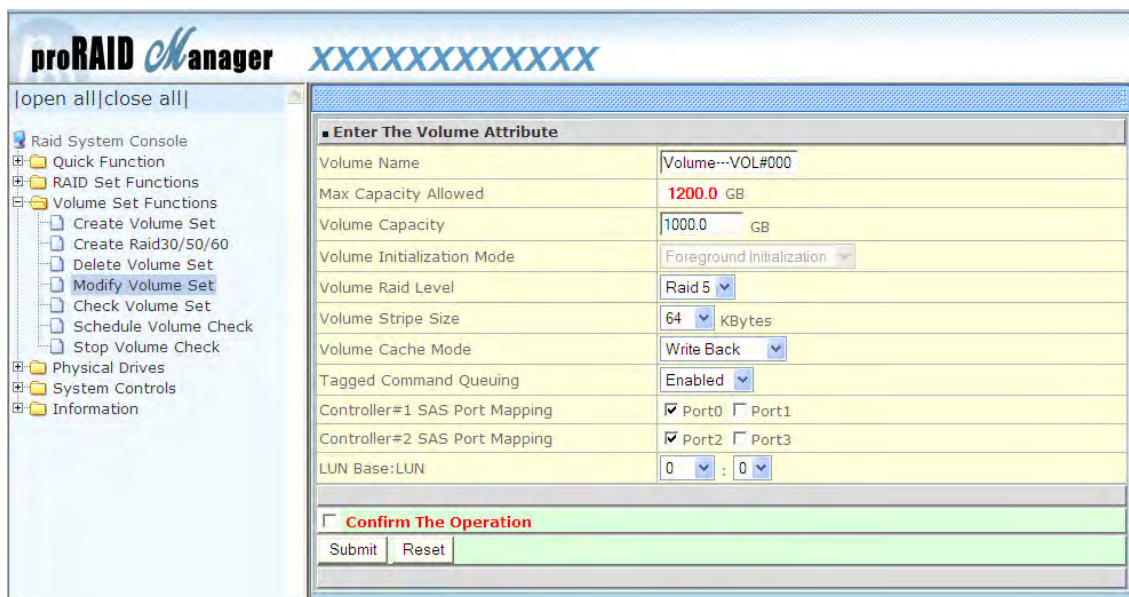 proRAID Manager XXXXXXXXXXXXX
|open all|close all|
Raid System Console
Quick Function
RAID Set Functions
Volume Set Functions
Create Volume Set
Create Raid30/50/60
Delete Volume Set
Modify Volume Set
Check Volume Set
Schedule Volume Check
Stop Volume Check
Physical Drives
System Controls
Information
Enter The Volume Attribute
Volume Name Volume---VOL#000
Max Capacity Allowed 1200.0 GB
Volume Capacity 1000.0 GB
Volume Initialization Mode Foreground Initialization
Volume Raid Level Raid 5
Volume Stripe Size 64 KBytes
Volume Cache Mode Write Back
Tagged Command Queuing Enabled
Controller#1 SAS Port Mapping Port0 Port1
Controller#2 SAS Port Mapping Port2 Port3
LUN Base:LUN 0 : 0
Confirm The Operation
Submit Reset